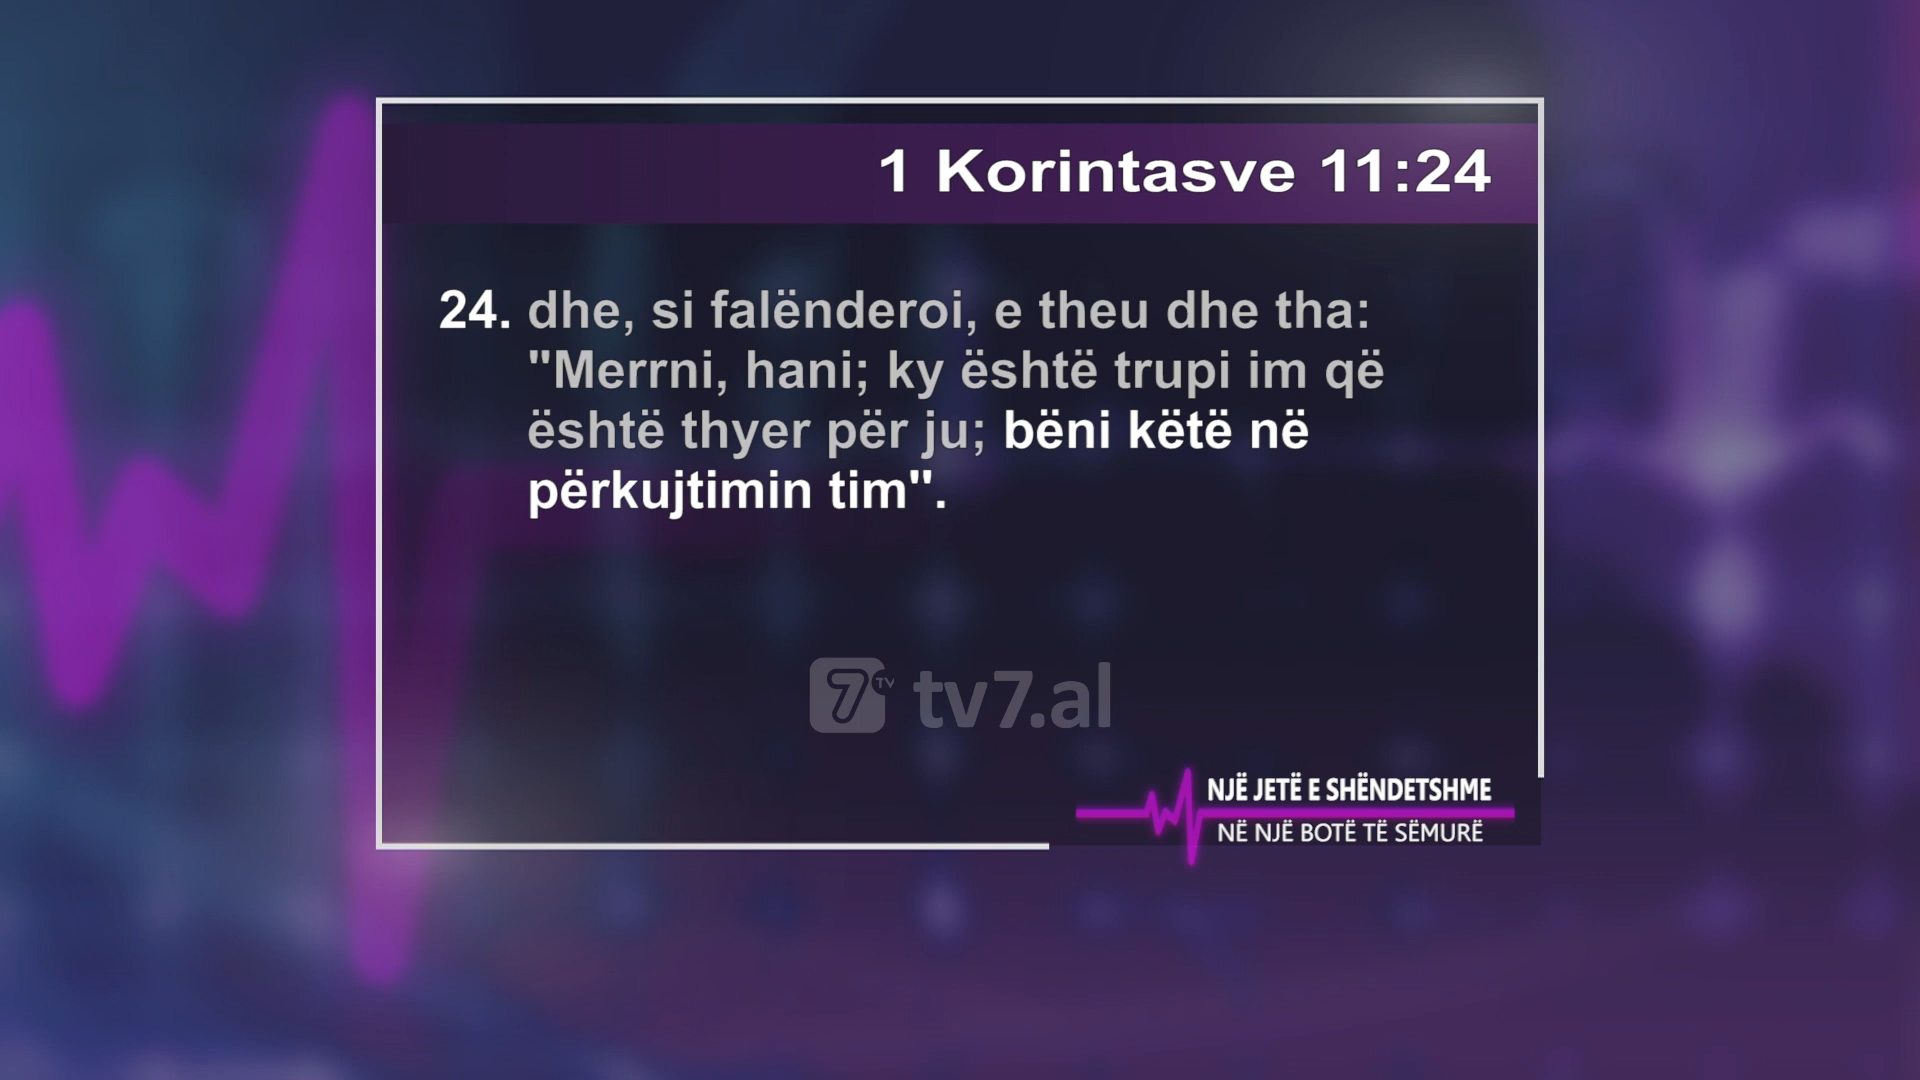 1 Korintasve 11:24
24. dhe, si falënderoi, e theu dhe tha:
"Merrni, hani; ky është trupi im që
është thyer për ju; bëni këtë në
përkujtimin tim".
7 TV tv7.al
NJË JETË E SHËNDETSHME
NË NJË BOTË TË SËMURË